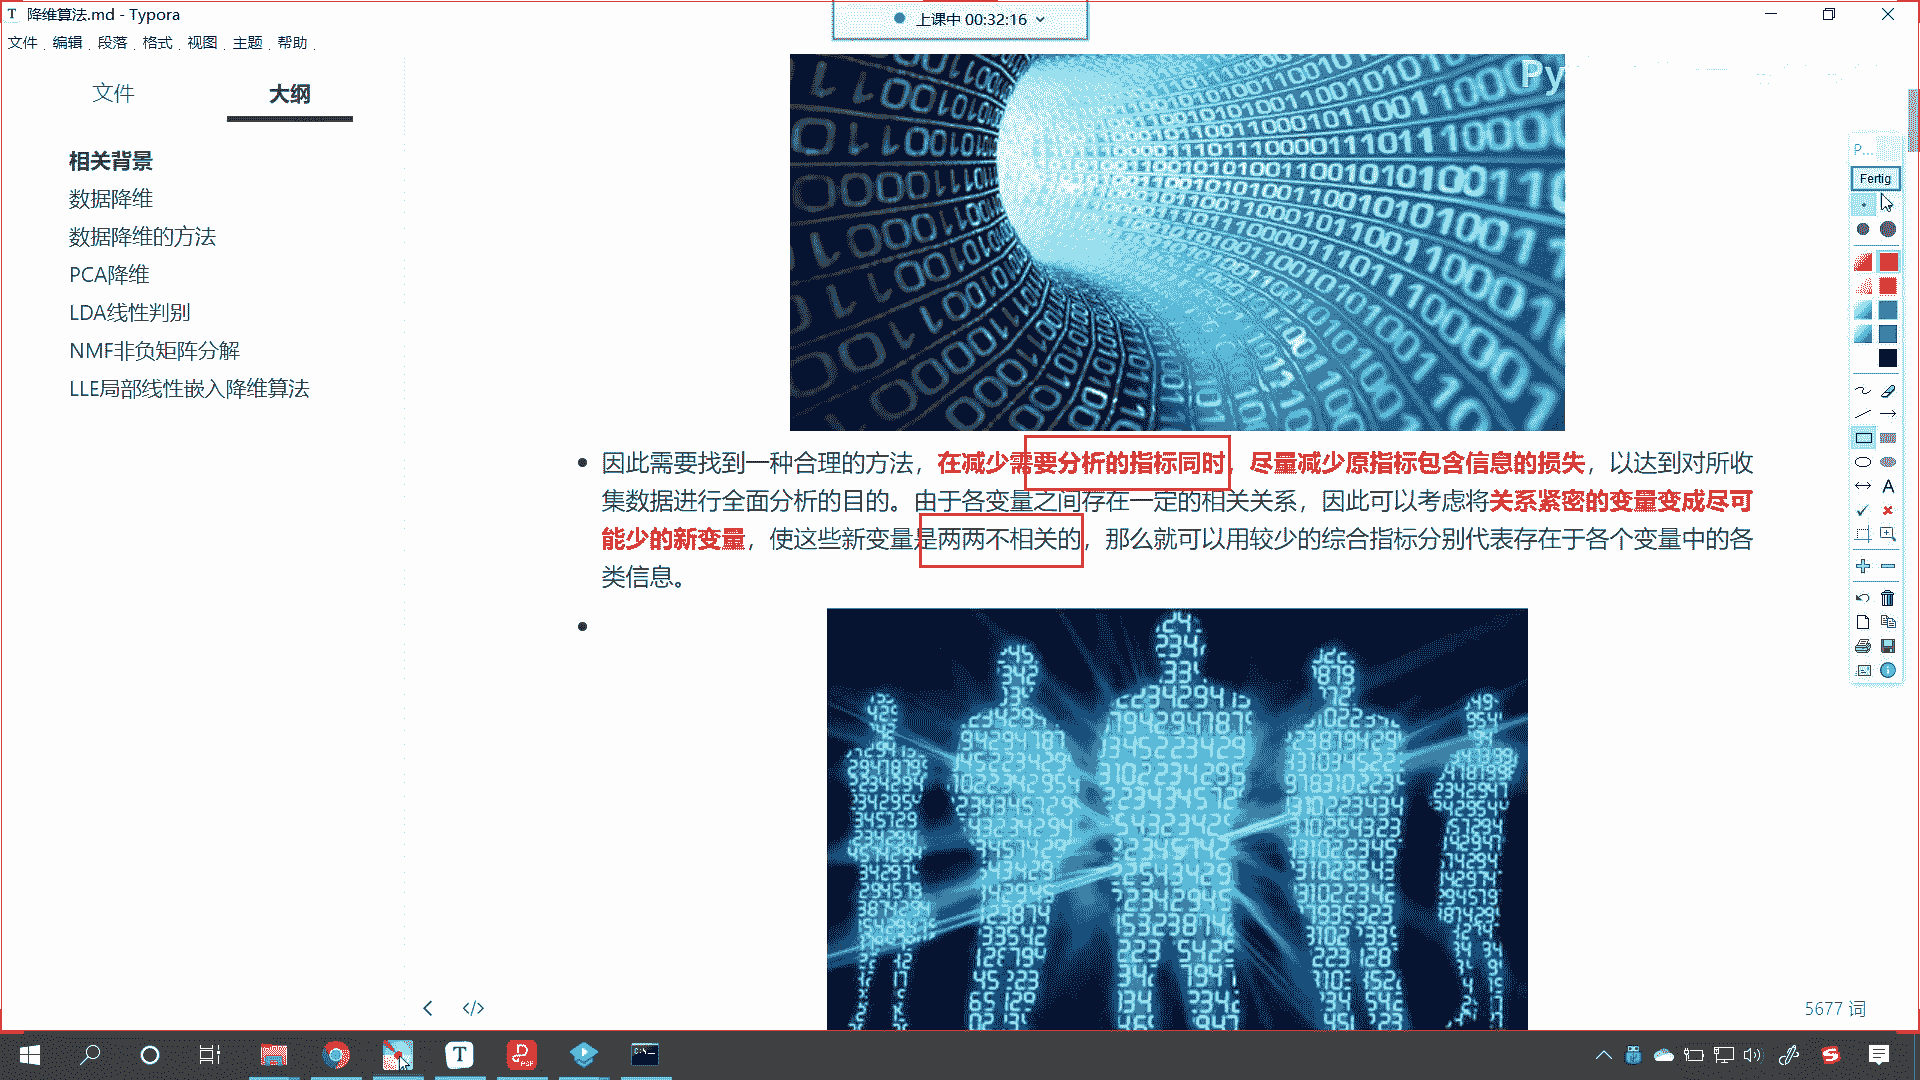 降维算法.md - Typora
上课中 00:32:16
文件 编辑 段落 格式 视图 主题 帮助
文件 大纲
Py
相关背景
数据降维
数据降维的方法
PCA降维
LDA线性判别
NMF非负矩阵分解
LLE局部线性嵌入降维算法
P...
Fertig
因此需要找到一种合理的方法，在减少需要分析的指标同时，尽量减少原指标包含信息的损失，以达到对所收
集数据进行全面分析的目的。由于各变量之间存在一定的相关关系，因此可以考虑将关系紧密的变量变成尽可
能少的新变量，使这些新变量是两两不相关的，那么就可以用较少的综合指标分别代表存在于各个变量中的各
类信息。
5677 词